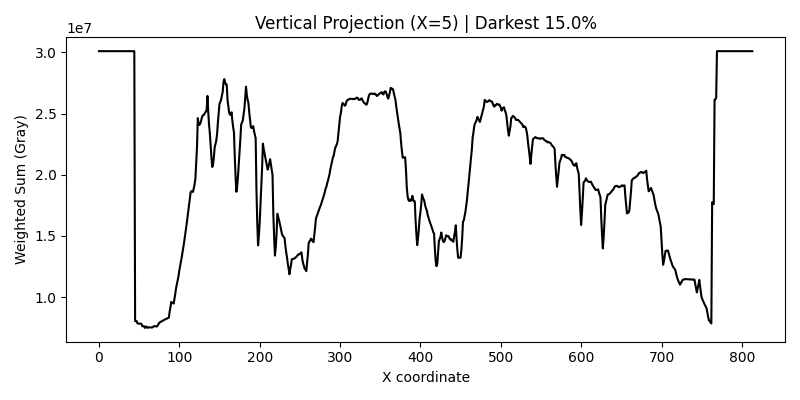 Vertical Projection (X=5) | Darkest 15.0%
1e7
3.0
2.5
2.0
1.5
1.0
Weighted Sum (Gray)
0 100 200 300 400 500 600 700 800
X coordinate